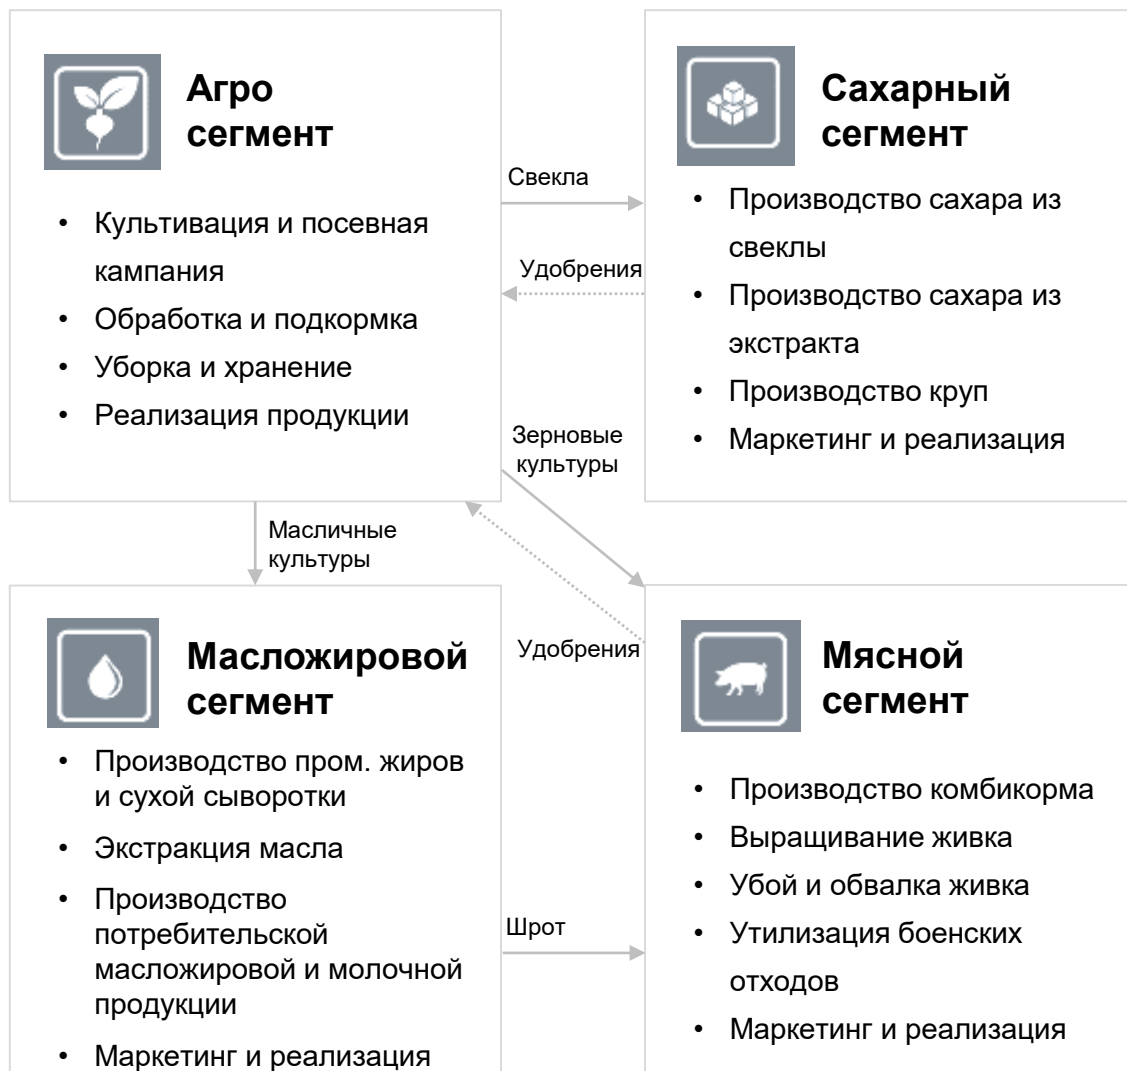 Агро
сегмент
• Культивация и посевная
кампания
• Обработка и подкормка
• Уборка и хранение
• Реализация продукции
Свекла
Удобрения
Сахарный
сегмент
• Производство сахара из
свеклы
• Производство сахара из
экстракта
• Производство круп
• Маркетинг и реализация
Зерновые
культуры
Масличные
культуры
Удобрения
Масложировой
сегмент
• Производство пром. жиров
и сухой сыворотки
• Экстракция масла
• Производство
потребительской
масложировой и молочной
продукции
• Маркетинг и реализация
Шрот
Мясной
сегмент
• Производство комбикорма
• Выращивание живка
• Убой и обвалка живка
• Утилизация боенских
отходов
• Маркетинг и реализация